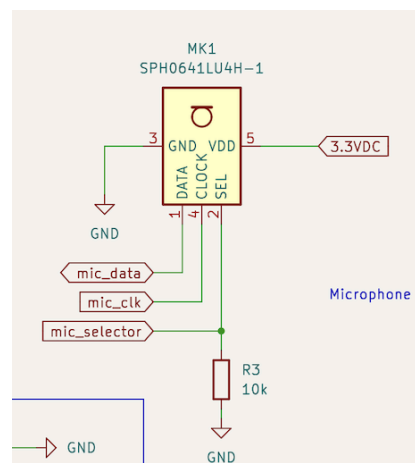 MK1
SPH0641LU4H-1
3
GND
VDD
5
3.3VDC
DATA
CLOCK
SEL
1
4
2
GND
mic_data
mic_clk
Microphone
mic_selector
R3
10k
GND
GND